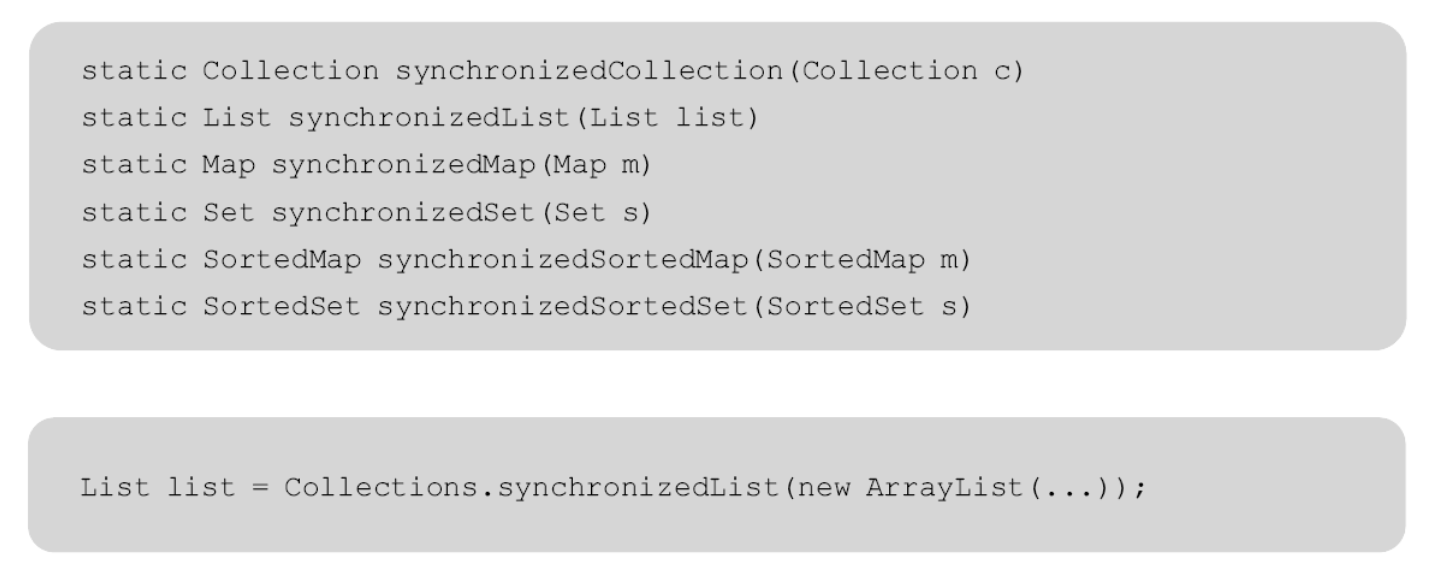 static Collection synchronizedCollection(Collection c)
static List synchronizedList(List list)
static Map synchronizedMap(Map m)
static Set synchronizedSet(Set s)
static SortedMap synchronizedSortedMap(SortedMap m)
static SortedSet synchronizedSortedSet(SortedSet s)
List list = Collections.synchronizedList(new ArrayList(...));